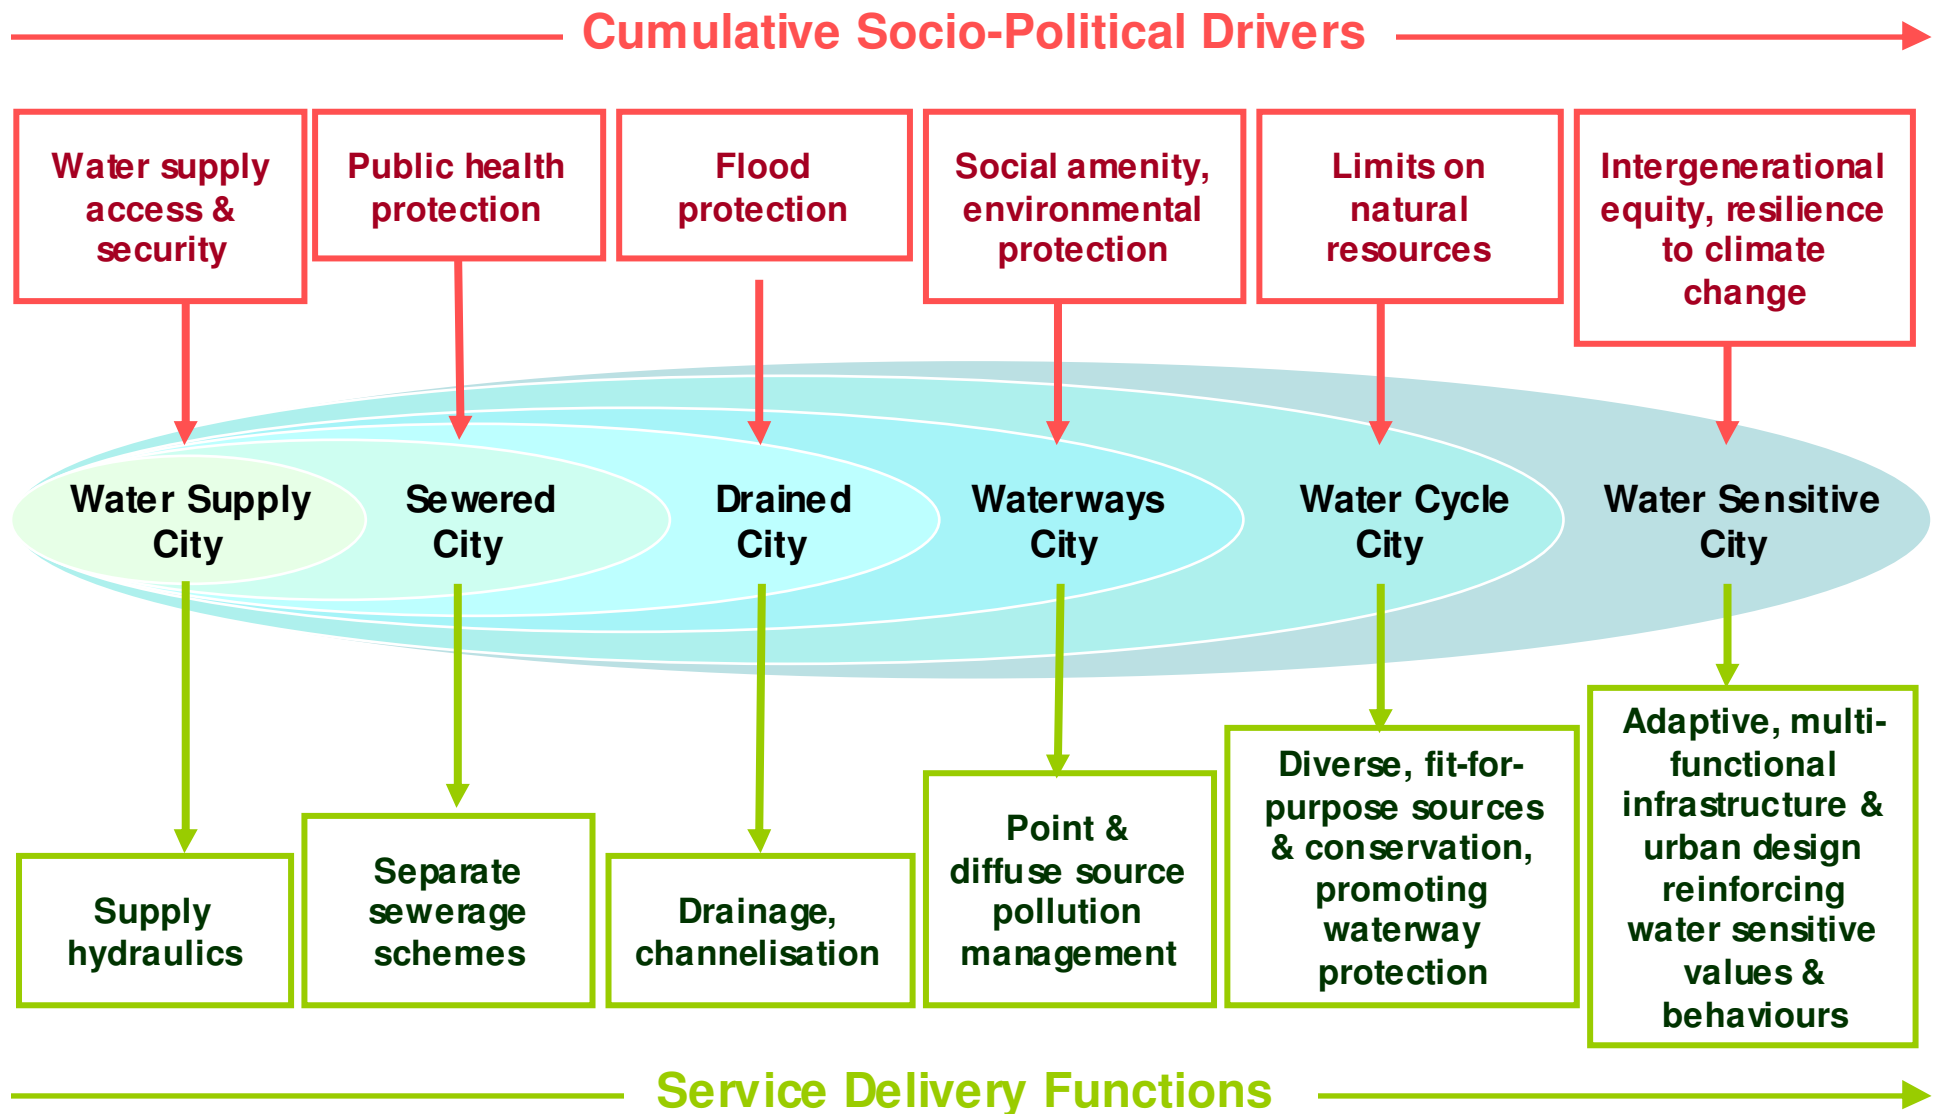 Cumulative Socio-Political Drivers
Water supply
access &
security
Public health
protection
Flood
protection
Social amenity,
environmental
protection
Limits on
natural
resources
Intergenerational
equity, resilience
to climate
change
Water Supply
City
Sewered
City
Drained
City
Waterways
City
Water Cycle
City
Water Sensitive
City
Supply
hydraulics
Separate
sewerage
schemes
Drainage,
channelisation
Point &
diffuse source
pollution
management
Diverse, fit-for-
purpose sources
& conservation,
promoting
waterway
protection
Adaptive, multi-
functional
infrastructure &
urban design
reinforcing
water sensitive
values &
behaviours
Service Delivery Functions